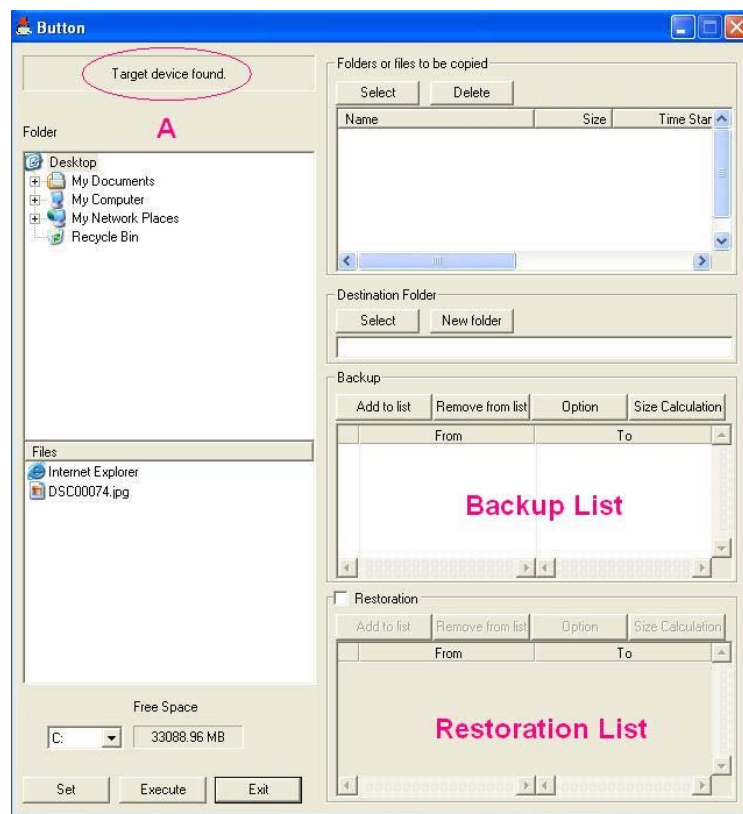 Button
Target device found.
A
Folder
Desktop
My Documents
My Computer
My Network Places
Recycle Bin
Files
Internet Explorer
DSC00074.jpg
Free Space
C:
33088.96 MB
Set
Execute
Exit
Folders or files to be copied
Select
Delete
Name
Size
Time Star
Destination Folder
Select
New folder
Backup
Add to list
Remove from list
Option
Size Calculation
From
To
Backup List
Restoration
Add to list
Remove from list
Option
Size Calculation
From
To
Restoration List